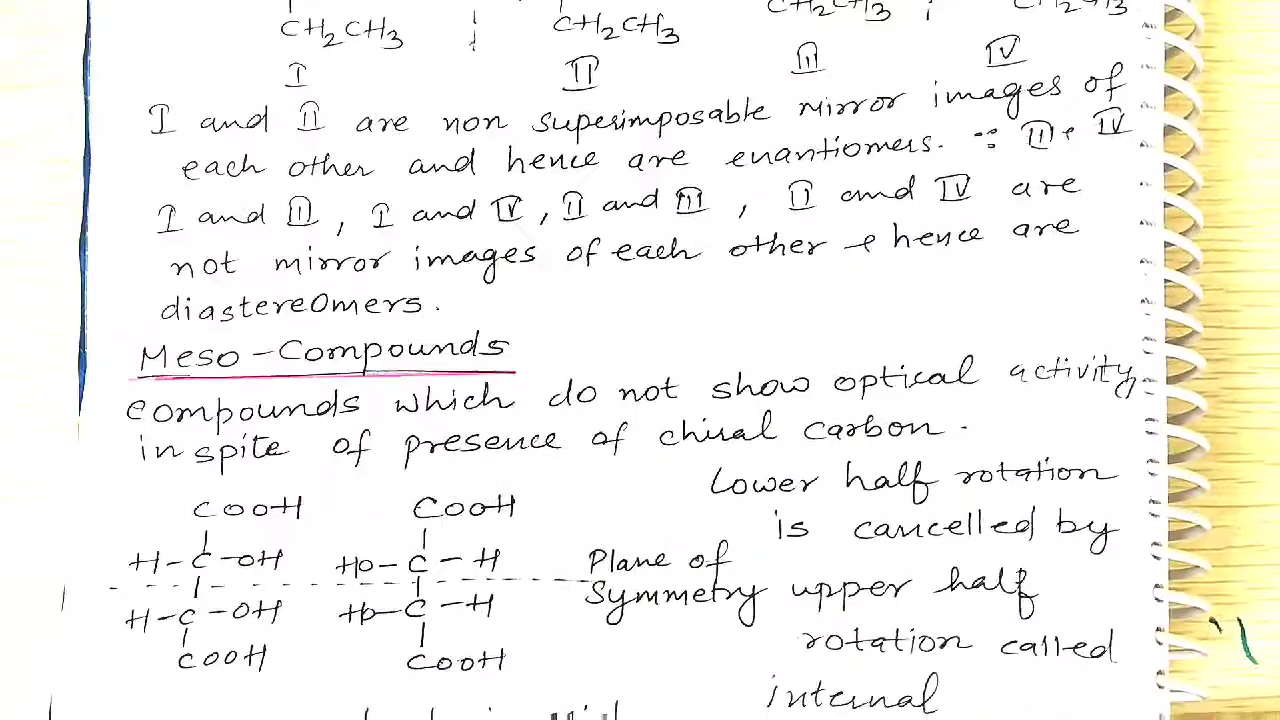 CH2CH3 CH2CH3 CH2CH3 CH2CH3
I II III IV
I and II are non superimposable mirror images of
each other and hence are enantiomers. :: III & IV
I and III, I and IV, II and III, II and IV are
not mirror images of each other & hence are
diastereomers.
Meso-Compounds
compounds which do not show optical activity,
inspite of presence of chiral carbon.
COOH COOH
H-C-OH HO-C-H
H-C-OH HO-C-H
COOH COOH
Plane of
Symmetry
Lower half rotation
is cancelled by
upper half
rotation called
internal